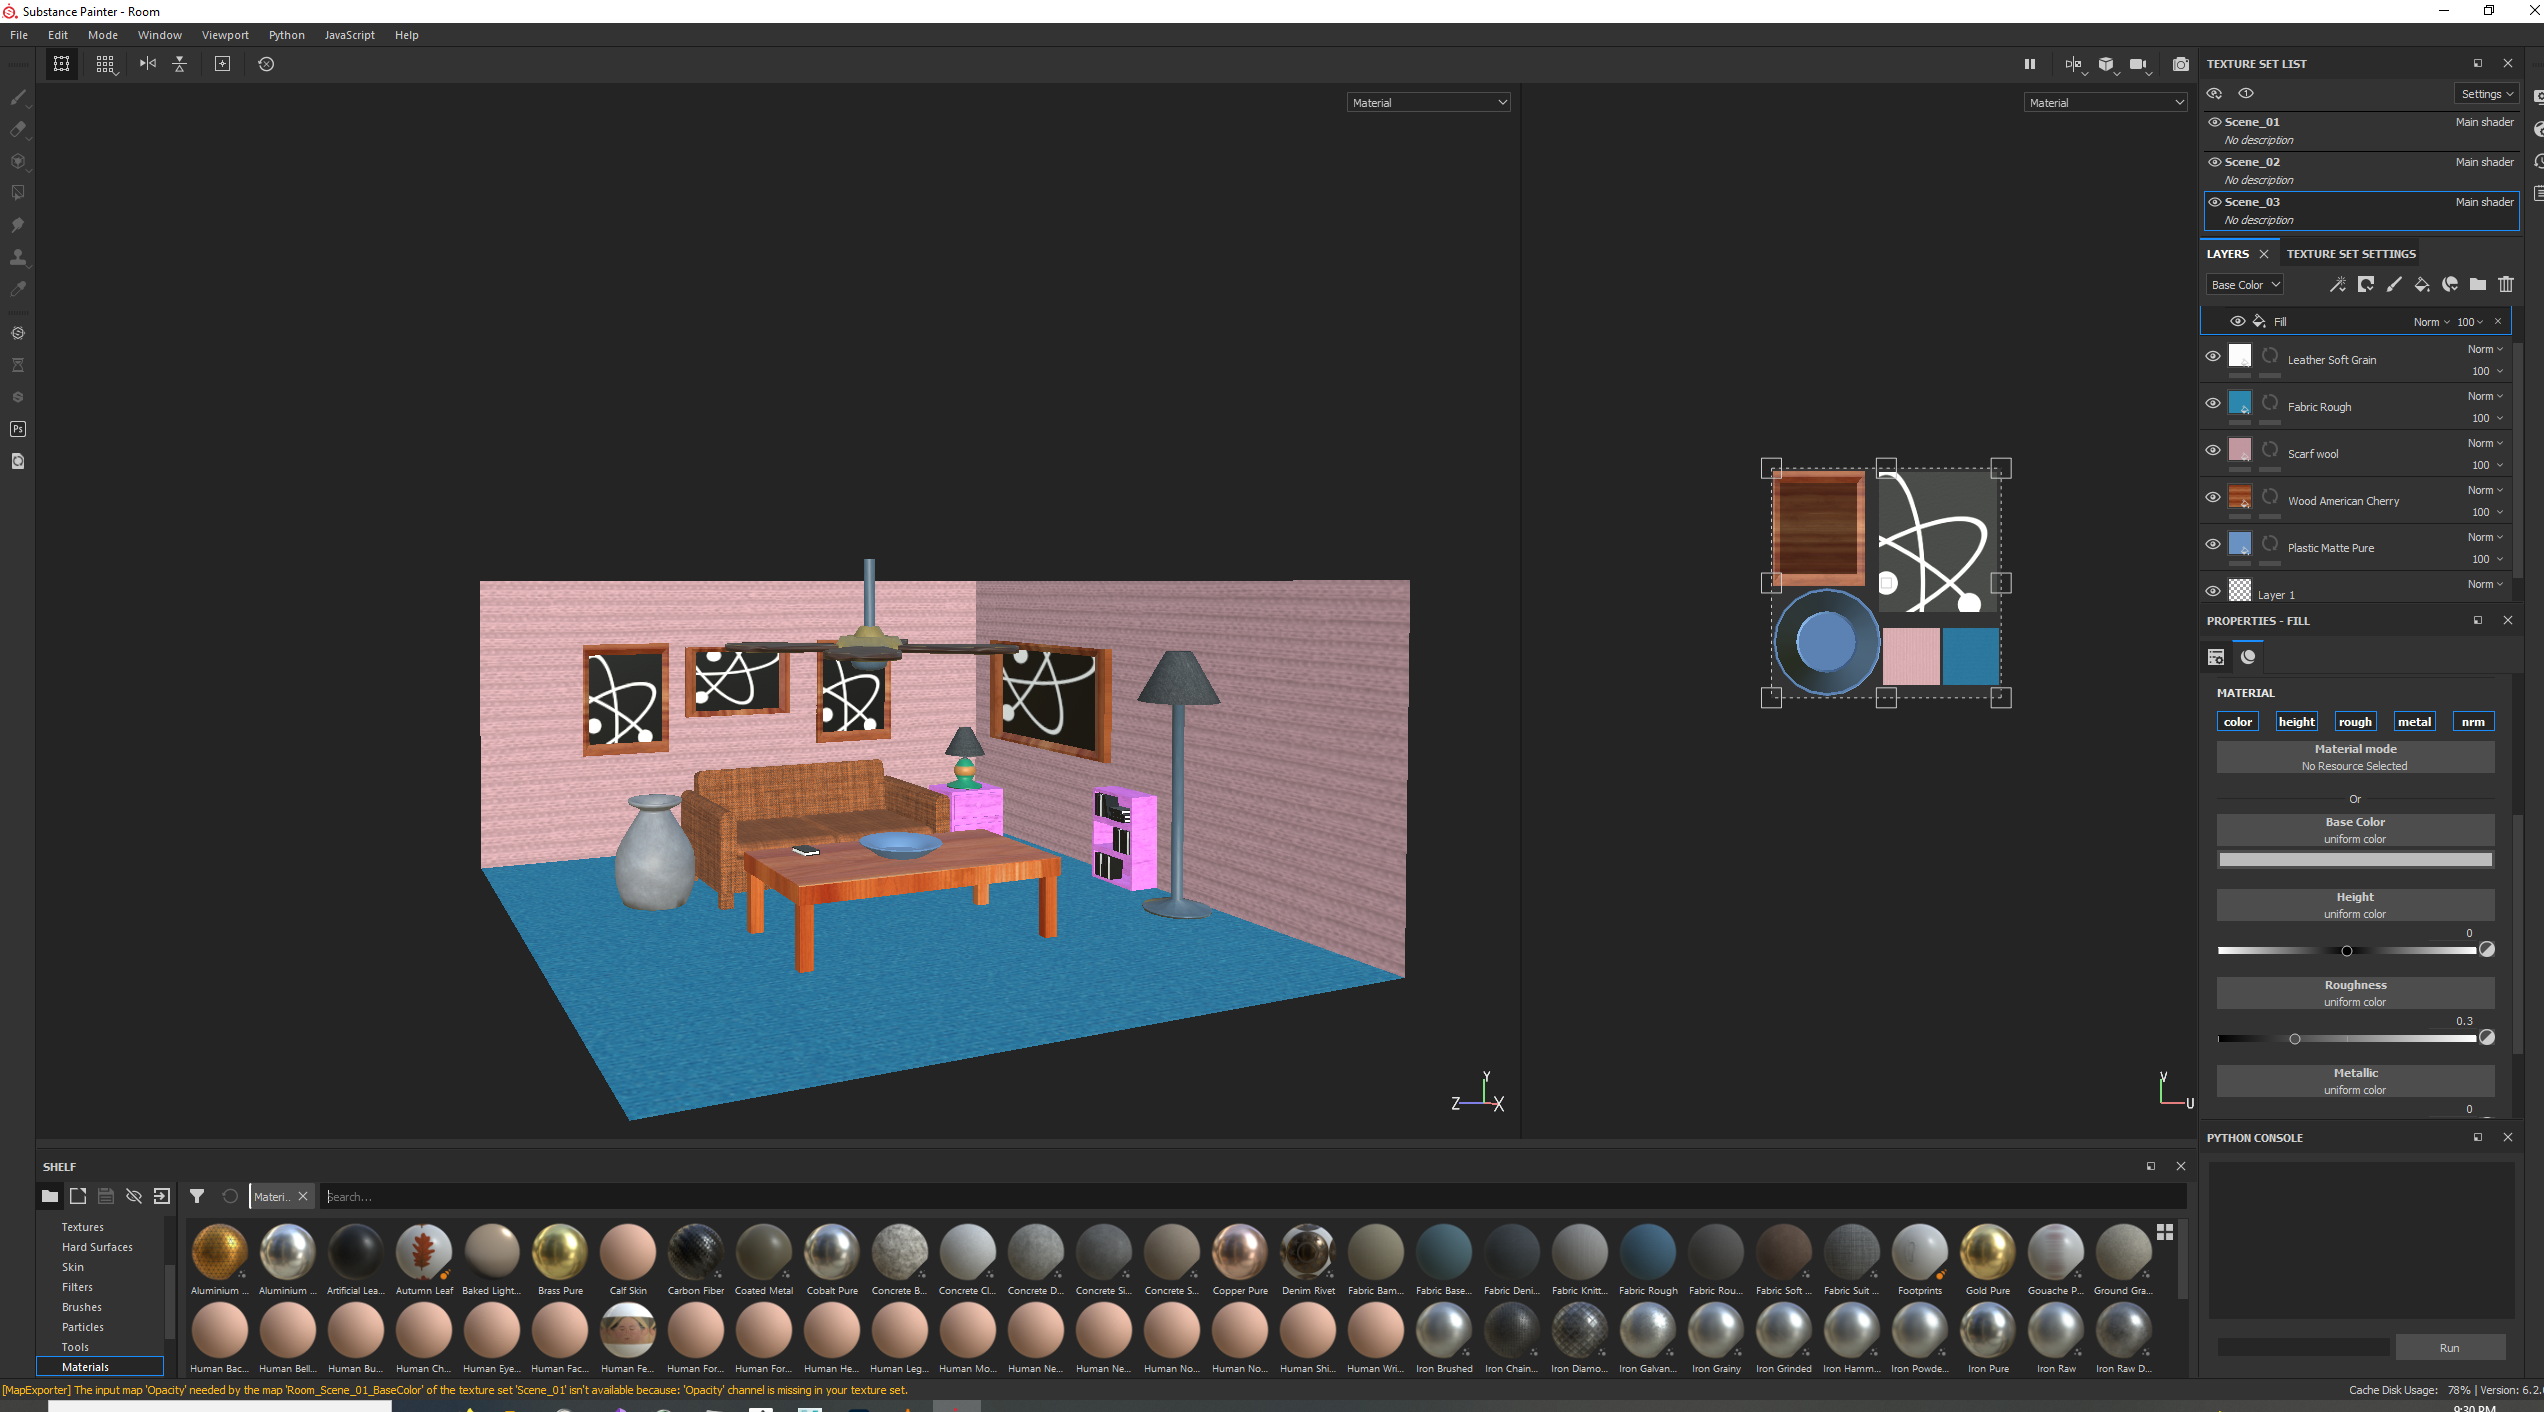 Substance Painter - Room
File Edit Mode Window Viewport Python JavaScript Help
Material
Material
TEXTURE SET LIST
Settings
Scene_01 Main shader
No description
Scene_02 Main shader
No description
Scene_03 Main shader
No description
LAYERS TEXTURE SET SETTINGS
Base Color
Fill Norm 100
Leather Soft Grain Norm 100
Fabric Rough Norm 100
Scarf wool Norm 100
Wood American Cherry Norm 100
Plastic Matte Pure Norm 100
Layer 1 Norm
PROPERTIES - FILL
MATERIAL
color height rough metal nrm
Material mode
No Resource Selected
Or
Base Color
uniform color
Height
uniform color
0
Roughness
uniform color
0.3
Metallic
uniform color
0
PYTHON CONSOLE
Run
Ps
Y
Z X
V
U
SHELF
Materi.. Search...
Textures
Hard Surfaces
Skin
Filters
Brushes
Particles
Tools
Materials
Aluminium ... Aluminium ... Artificial Lea... Autumn Leaf Baked Light... Brass Pure Calf Skin Carbon Fiber Coated Metal Cobalt Pure Concrete B... Concrete Cl... Concrete D... Concrete Si... Concrete S... Copper Pure Denim Rivet Fabric Bam... Fabric Base... Fabric Deni... Fabric Knitt... Fabric Rough Fabric Rou... Fabric Soft ... Fabric Suit ... Footprints Gold Pure Gouache P... Ground Gra...
Human Bac... Human Bell... Human Bu... Human Ch... Human Eye... Human Fac... Human Fe... Human For... Human For... Human He... Human Leg... Human Mo... Human Ne... Human Ne... Human No... Human No... Human Shi... Human Wri... Iron Brushed Iron Chain... Iron Diamo... Iron Galvan... Iron Grainy Iron Grinded Iron Hamm... Iron Powde... Iron Pure Iron Raw Iron Raw D...
[MapExporter] The input map 'Opacity' needed by the map 'Room_Scene_01_BaseColor' of the texture set 'Scene_01' isn't available because: 'Opacity' channel is missing in your texture set.
Cache Disk Usage: 78% | Version: 6.2.
9:30 PM